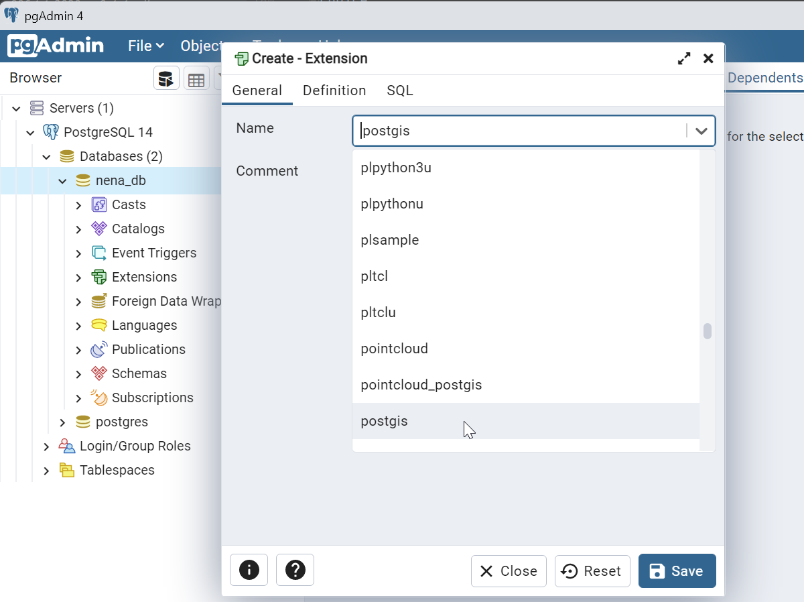 pgAdmin 4
pgAdmin
File
Object
Browser
Servers (1)
PostgreSQL 14
Databases (2)
nena_db
Casts
Catalogs
Event Triggers
Extensions
Foreign Data Wrap
Languages
Publications
Schemas
Subscriptions
postgres
Login/Group Roles
Tablespaces
Create - Extension
General Definition SQL
Name
postgis
Comment
plpython3u
plpythonu
plsample
pltcl
pltclu
pointcloud
pointcloud_postgis
postgis
Close
Reset
Save
Dependents
for the select